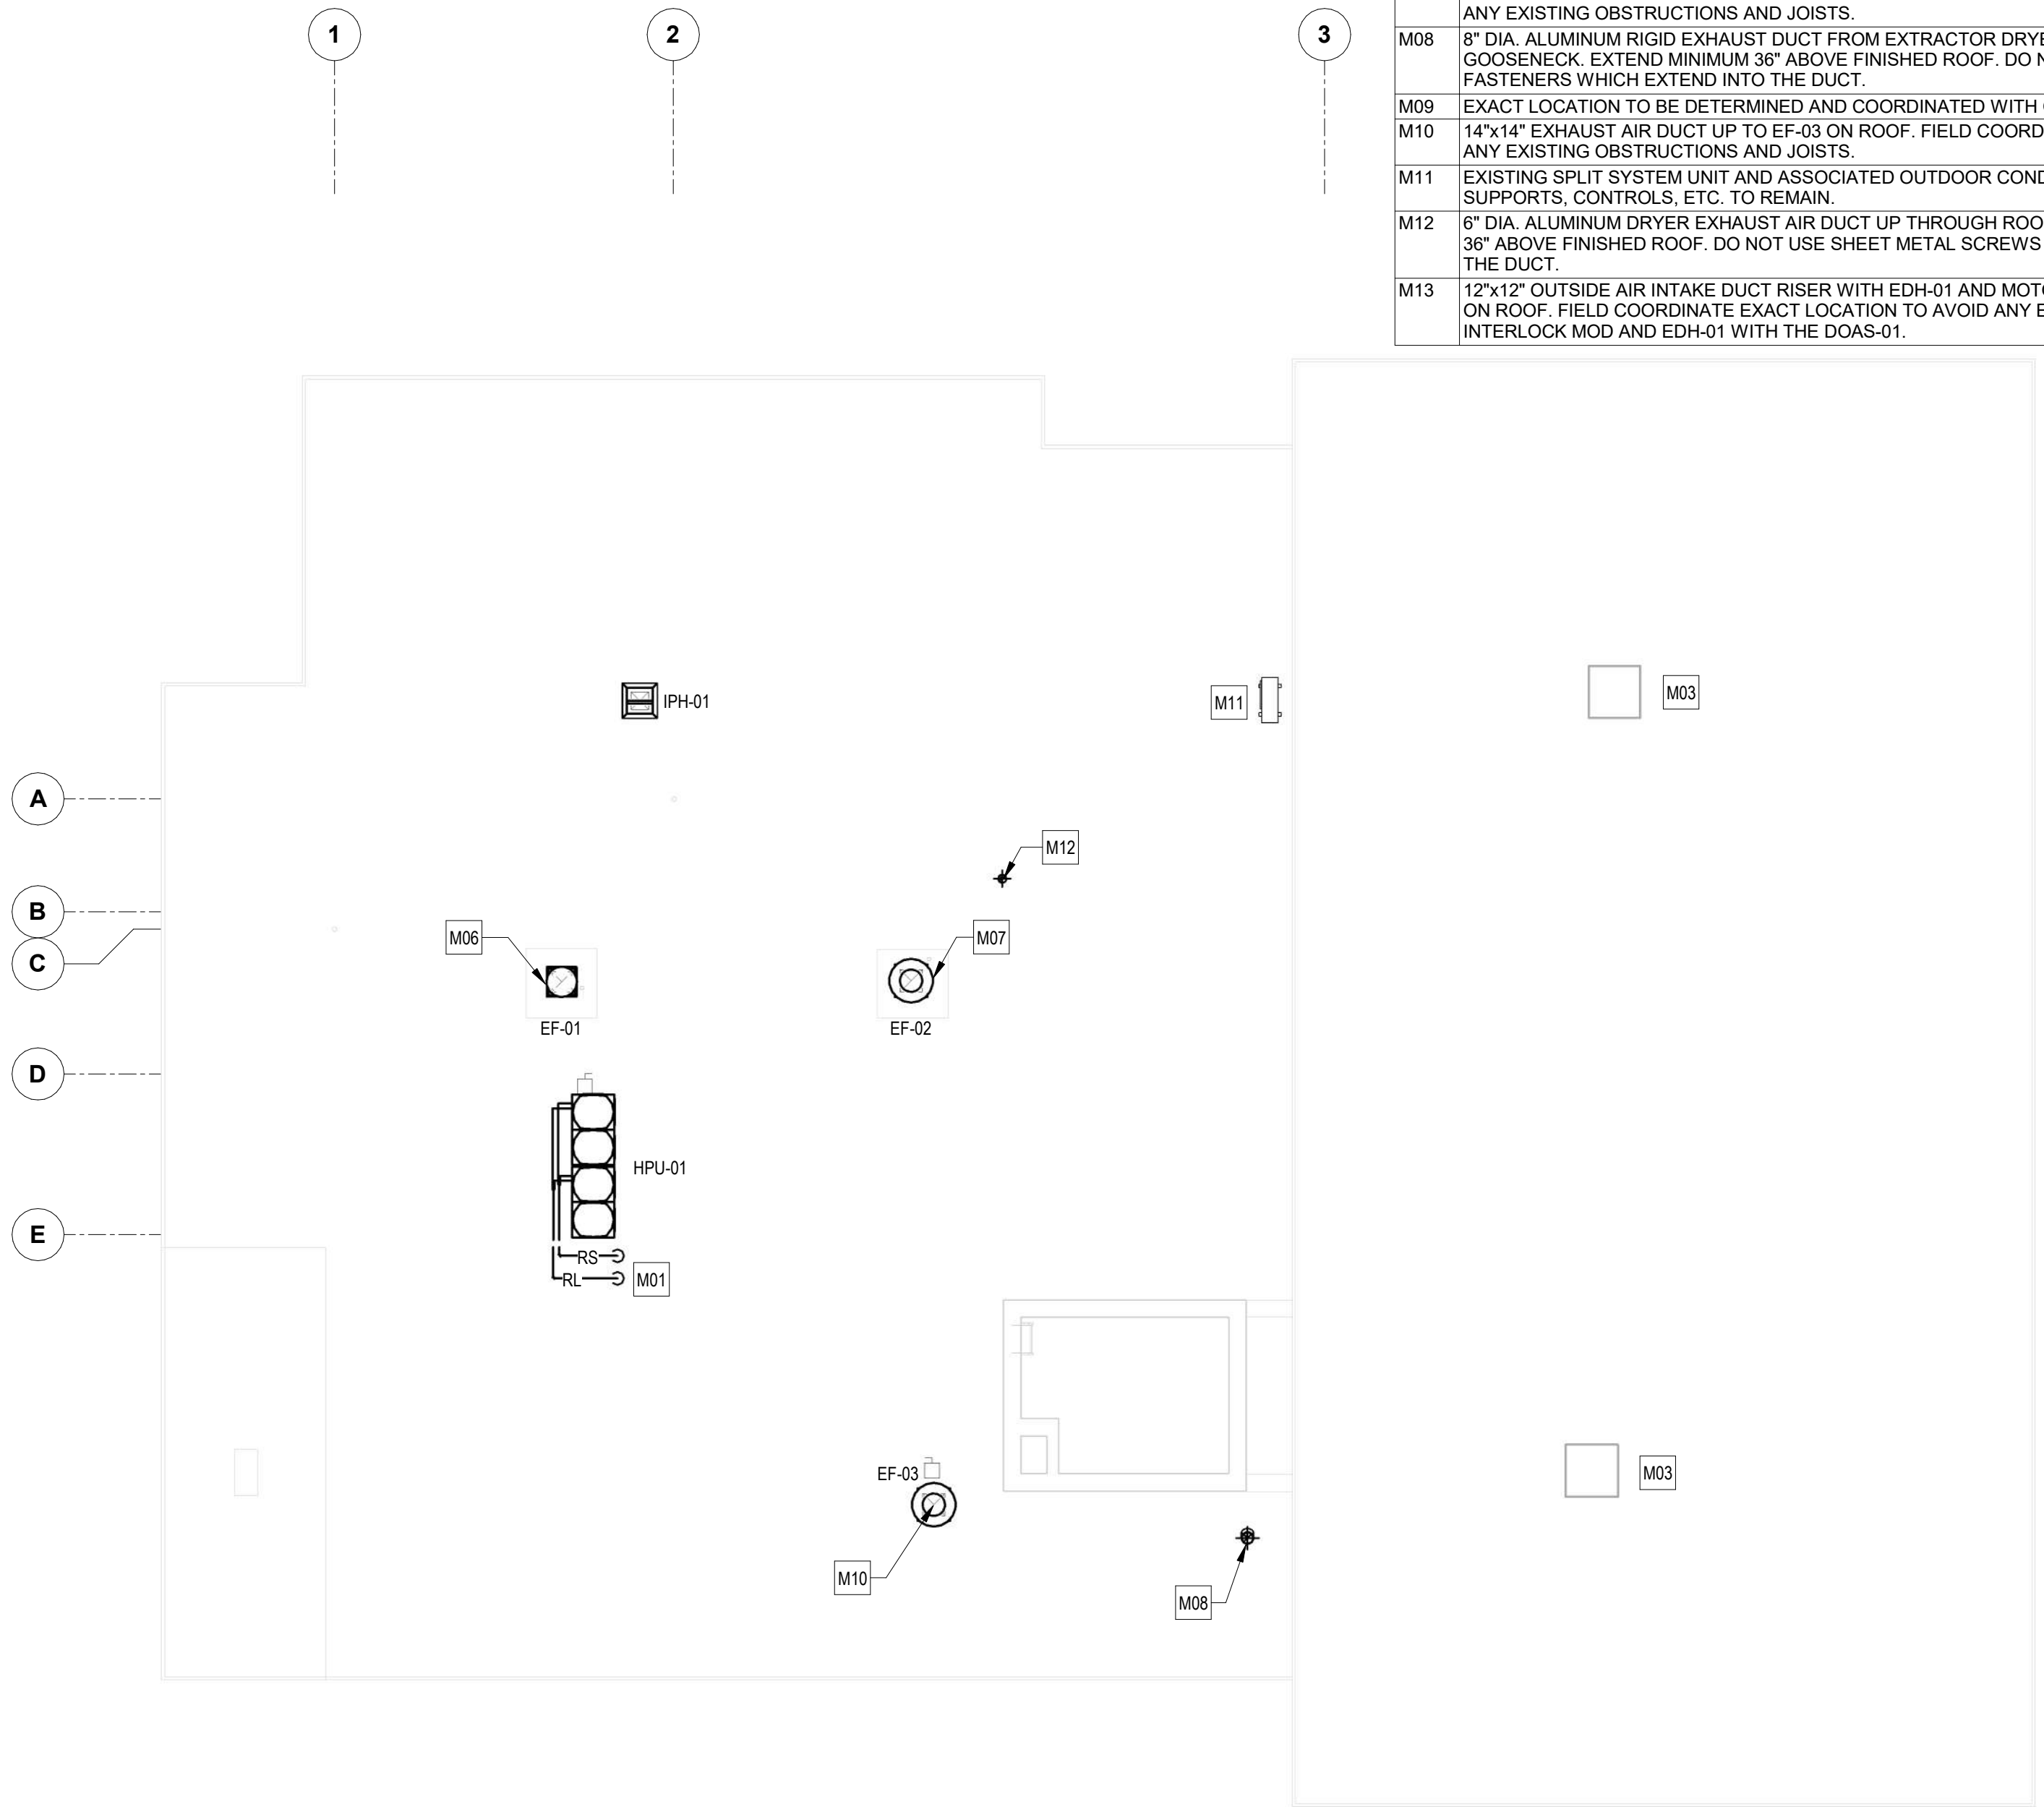 1
2
3
ANY EXISTING OBSTRUCTIONS AND JOISTS.
M08 8" DIA. ALUMINUM RIGID EXHAUST DUCT FROM EXTRACTOR
GOOSENECK. EXTEND MINIMUM 36" ABOVE FINISHED ROOF. DO
FASTENERS WHICH EXTEND INTO THE DUCT.
M09 EXACT LOCATION TO BE DETERMINED AND COORDINATED WITH
M10 14"x14" EXHAUST AIR DUCT UP TO EF-03 ON ROOF. FIELD
ANY EXISTING OBSTRUCTIONS AND JOISTS.
M11 EXISTING SPLIT SYSTEM UNIT AND ASSOCIATED OUTDOOR
SUPPORTS, CONTROLS, ETC. TO REMAIN.
M12 6" DIA. ALUMINUM DRYER EXHAUST AIR DUCT UP THROUGH
36" ABOVE FINISHED ROOF. DO NOT USE SHEET METAL SCREWS
THE DUCT.
M13 12"x12" OUTSIDE AIR INTAKE DUCT RISER WITH EDH-01 AND
ON ROOF. FIELD COORDINATE EXACT LOCATION TO AVOID ANY
INTERLOCK MOD AND EDH-01 WITH THE DOAS-01.
IPH-01
M11
M03
A
M12
B
M06
M07
C
EF-01
EF-02
D
HPU-01
E
RS
RL
M01
EF-03
M03
M10
M08